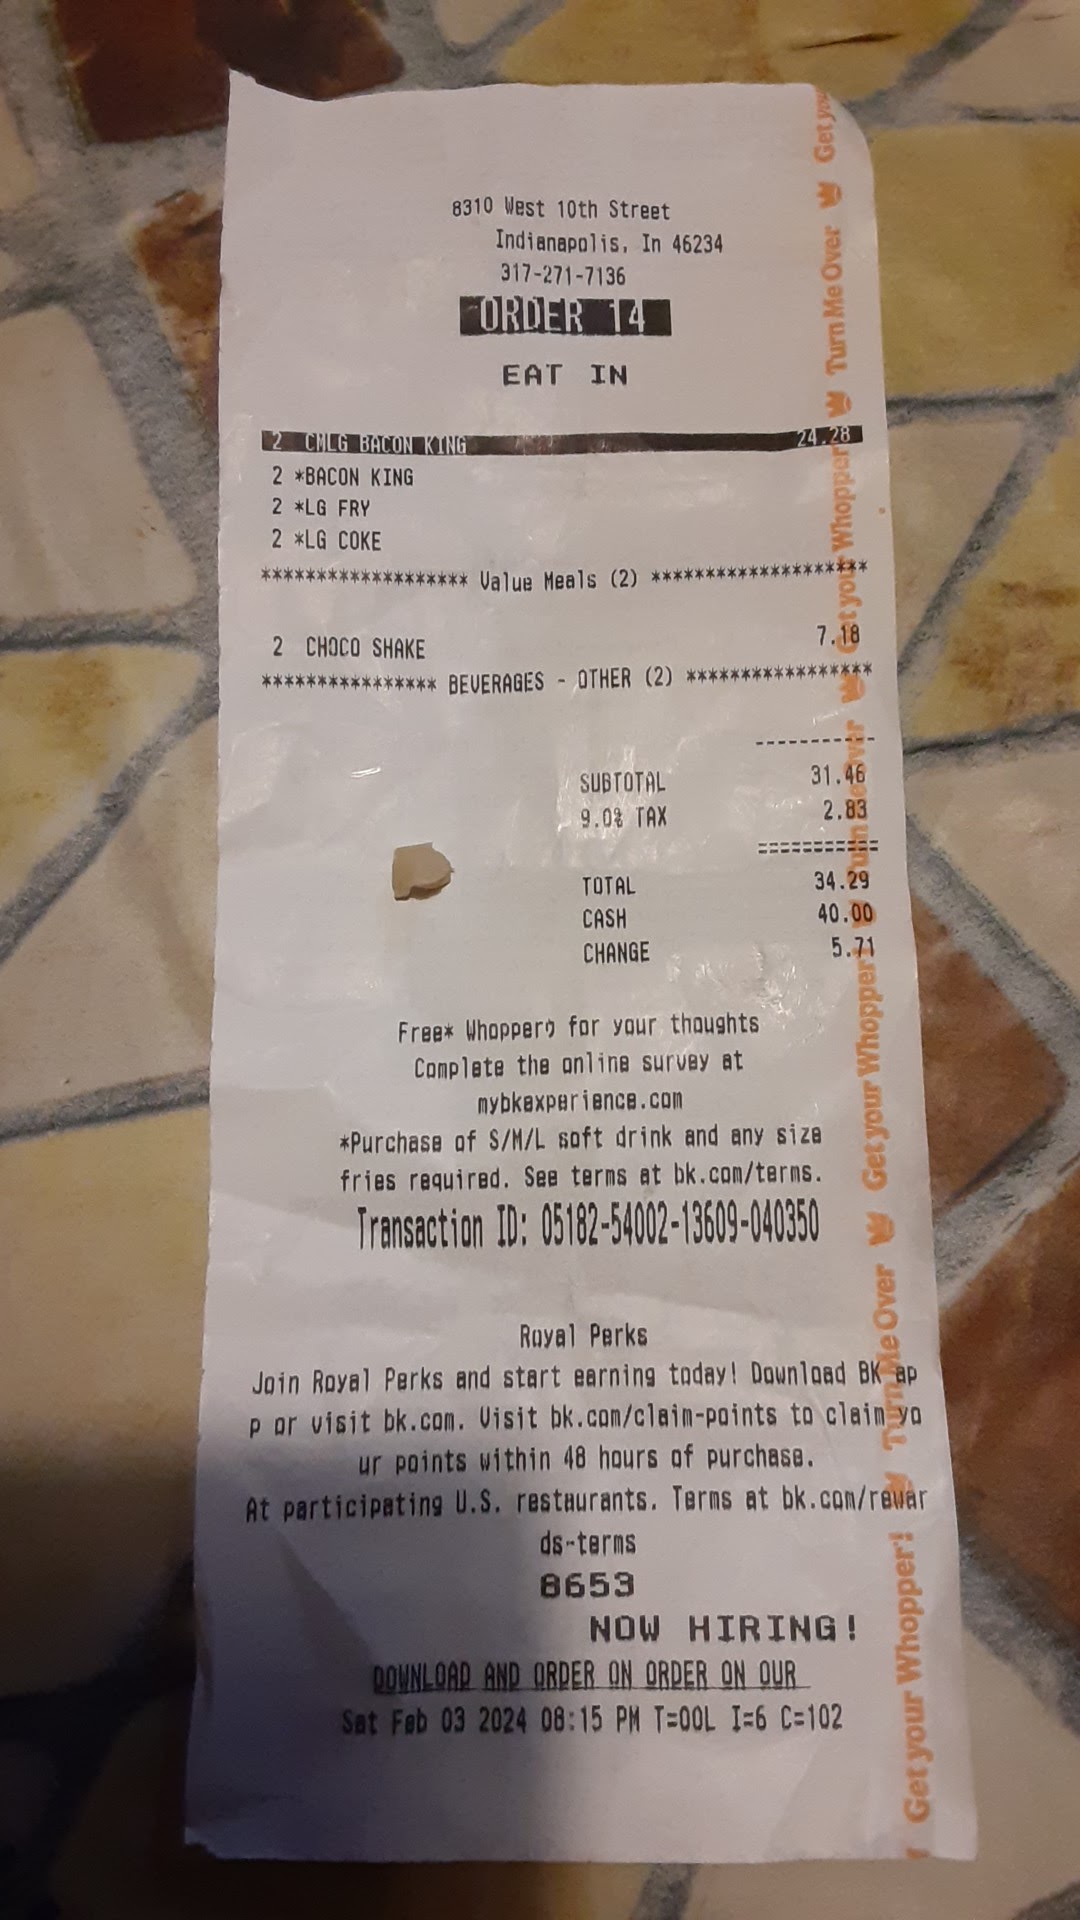 8310 West 10th Street
Indianapolis, In 46234
317-271-7136
ORDER 14
EAT IN
2 CMLG BACON KING 24.28
2 *BACON KING
2 *LG FRY
2 *LG COKE
******************* Value Meals (2) ********************
2 CHOCO SHAKE 7.18
**************** BEVERAGES - OTHER (2) *****************
-----------
SUBTOTAL 31.46
9.0% TAX 2.83
===========
TOTAL 34.29
CASH 40.00
CHANGE 5.71
Free* Whopper for your thoughts
Complete the online survey at
mybkexperience.com
*Purchase of S/M/L soft drink and any size
fries required. See terms at bk.com/terms.
Transaction ID: 05182-54002-13609-040350
Royal Perks
Join Royal Perks and start earning today! Download BK ap
p or visit bk.com. Visit bk.com/claim-points to claim yo
ur points within 48 hours of purchase.
At participating U.S. restaurants. Terms at bk.com/rewar
ds-terms
8653
NOW HIRING!
DOWNLOAD AND ORDER ON ORDER ON OUR
Sat Feb 03 2024 08:15 PM T=00L I=6 C=102
Get your Whopper! Turn Me Over Get your Whopper! Turn Me Over Get your Whopper! Turn Me Over Get you